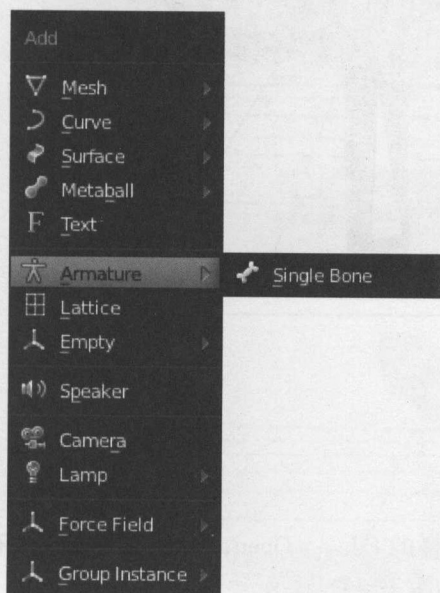 Add
Mesh
Curve
Surface
Metaball
F Text
Armature
Single Bone
Lattice
Empty
Speaker
Camera
Lamp
Force Field
Group Instance